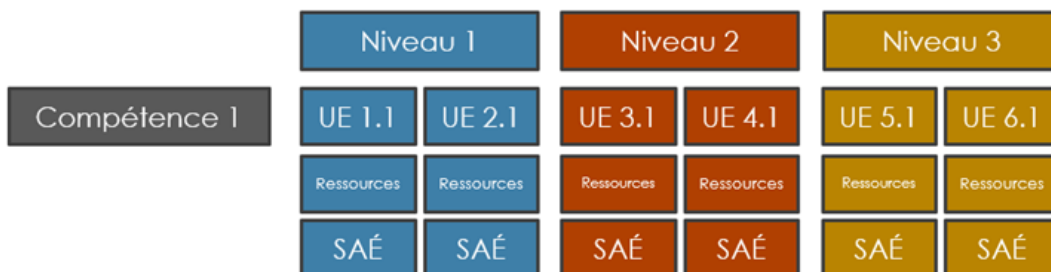 Niveau 1 Niveau 2 Niveau 3
Compétence 1 UE 1.1 UE 2.1 UE 3.1 UE 4.1 UE 5.1 UE 6.1
Ressources Ressources Ressources Ressources Ressources Ressources
SAÉ SAÉ SAÉ SAÉ SAÉ SAÉ